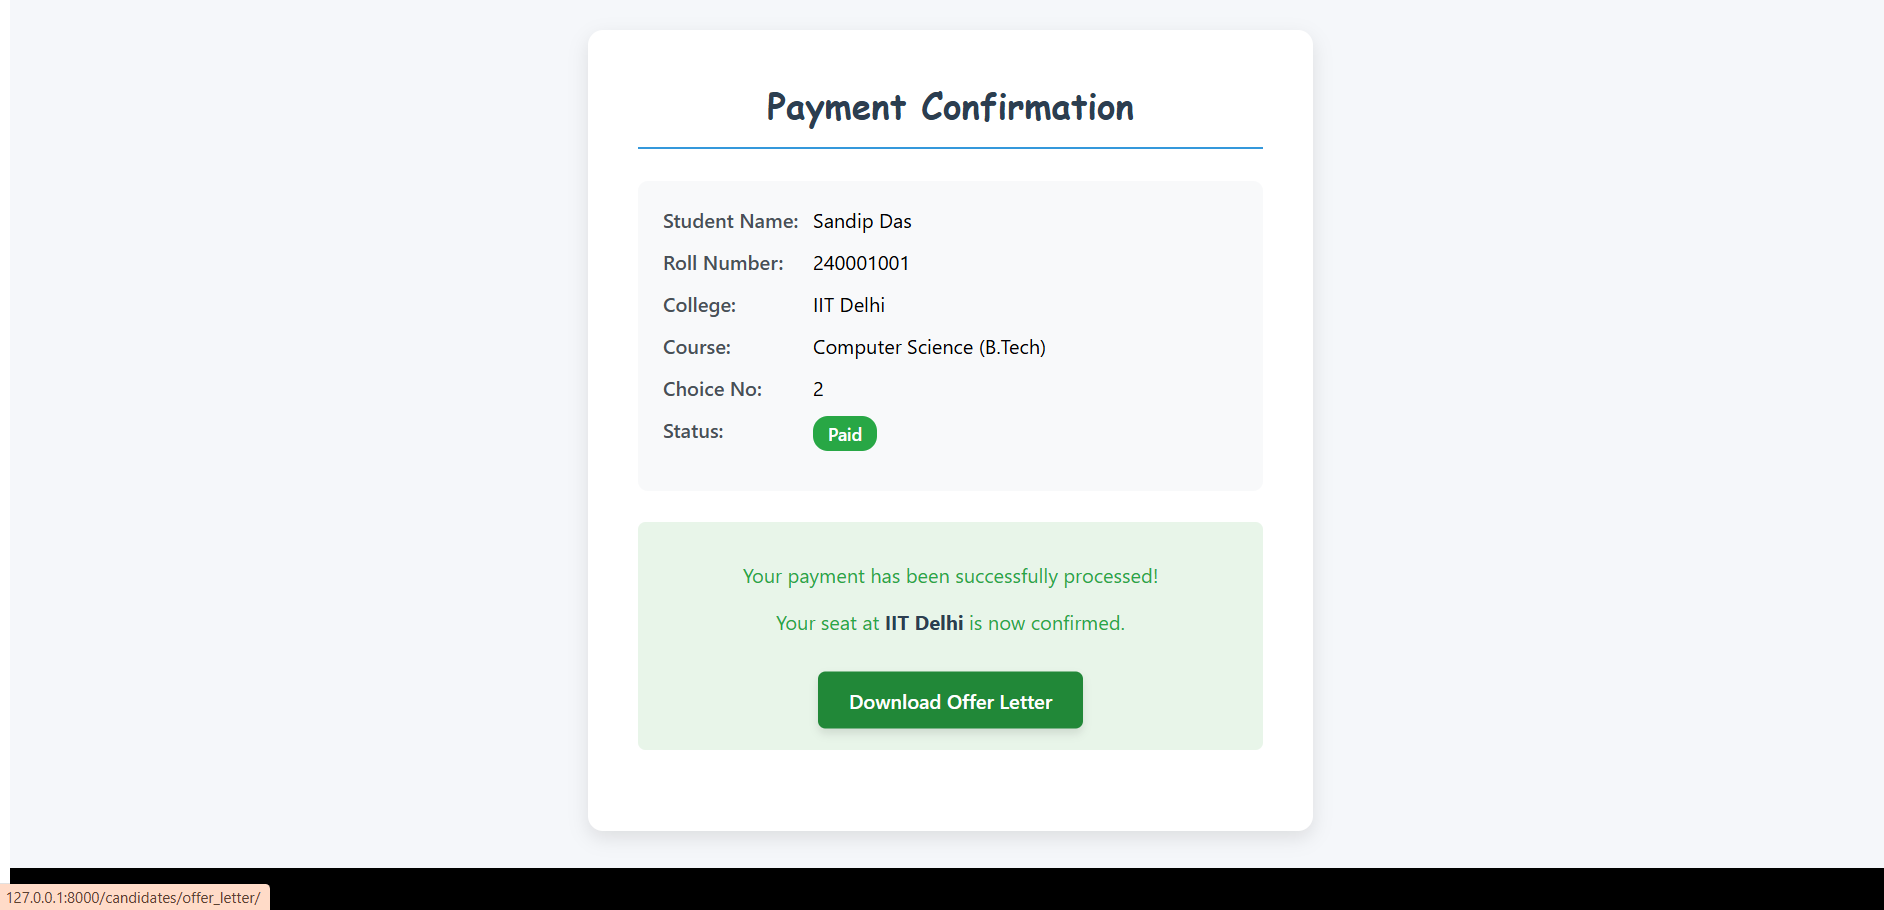 Payment Confirmation
Student Name: Sandip Das
Roll Number: 240001001
College: IIT Delhi
Course: Computer Science (B.Tech)
Choice No: 2
Status: Paid
Your payment has been successfully processed!
Your seat at IIT Delhi is now confirmed.
Download Offer Letter
127.0.0.1:8000/candidates/offer_letter/